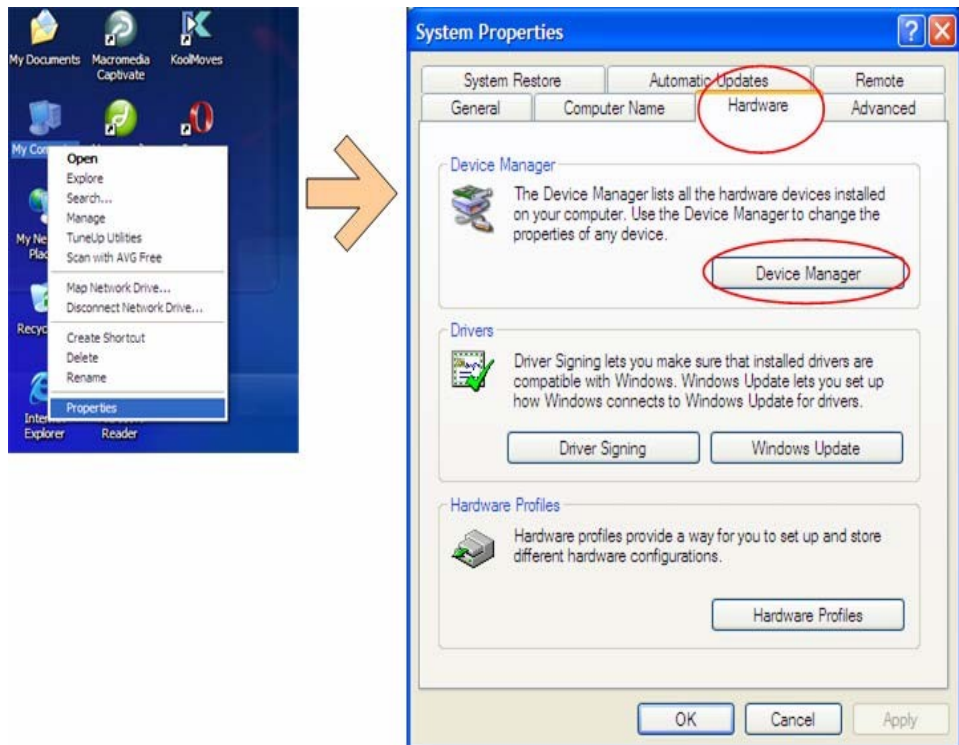 My Documents
Macromedia
Captivate
KoolMoves
My Com
Open
Explore
Search...
Manage
TuneUp Utilities
Scan with AVG Free
Map Network Drive...
Disconnect Network Drive...
Create Shortcut
Delete
Rename
Properties
My Ne
Plac
Recyc
Inter
Explorer
Reader
System Properties
System Restore
Automatic Updates
Remote
General
Computer Name
Hardware
Advanced
Device Manager
The Device Manager lists all the hardware devices installed
on your computer. Use the Device Manager to change the
properties of any device.
Device Manager
Drivers
Driver Signing lets you make sure that installed drivers are
compatible with Windows. Windows Update lets you set up
how Windows connects to Windows Update for drivers.
Driver Signing
Windows Update
Hardware Profiles
Hardware profiles provide a way for you to set up and store
different hardware configurations.
Hardware Profiles
OK
Cancel
Apply